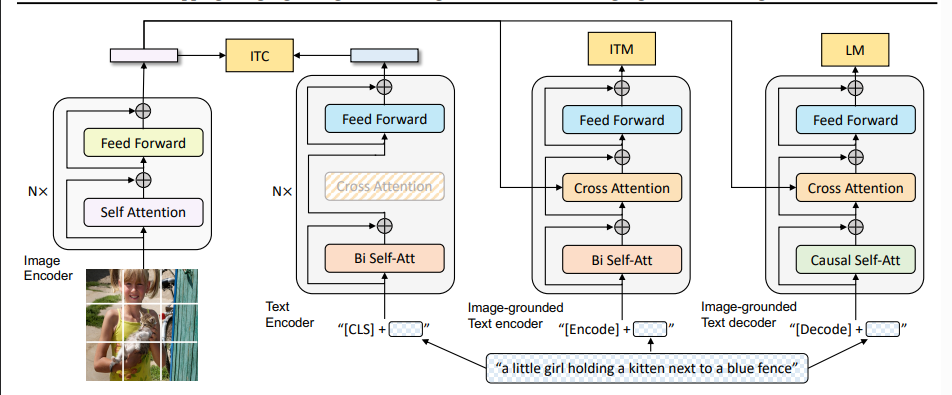 ITC
ITM
LM
Feed Forward
Self Attention
N×
Image
Encoder
Feed Forward
Cross Attention
Bi Self-Att
N×
Text
Encoder
"[CLS] + "
Feed Forward
Cross Attention
Bi Self-Att
Image-grounded
Text encoder
"[Encode] + "
Feed Forward
Cross Attention
Causal Self-Att
Image-grounded
Text decoder
"[Decode] + "
"a little girl holding a kitten next to a blue fence"